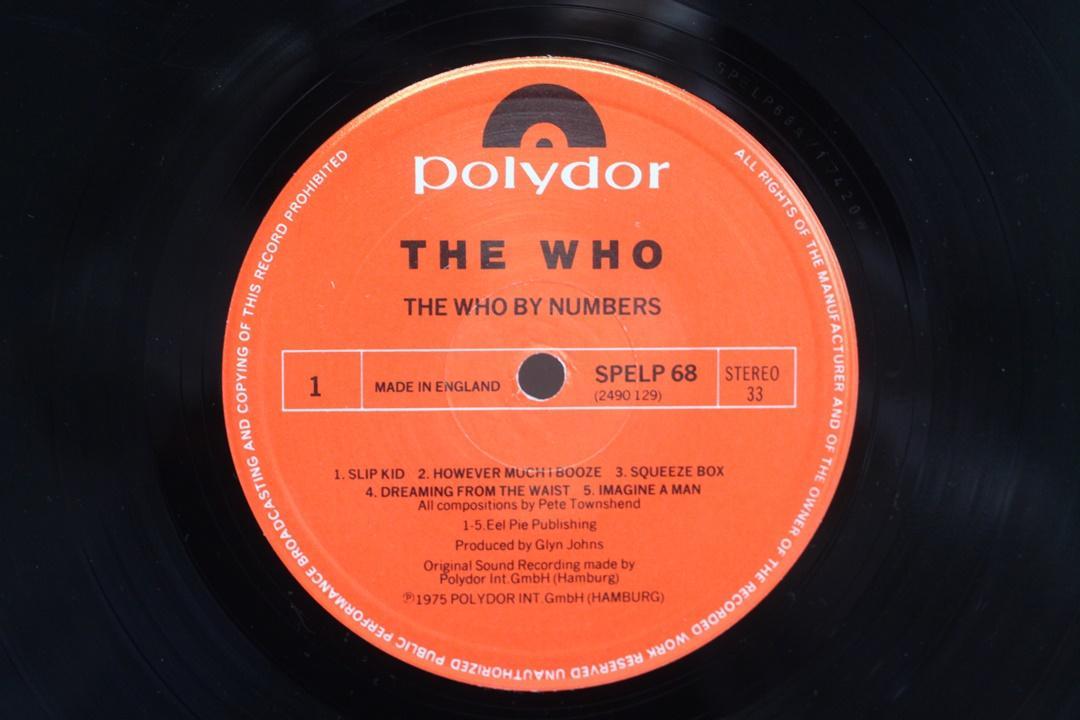 polydor
THE WHO
THE WHO BY NUMBERS
1
MADE IN ENGLAND
SPELP 68
(2490 129)
STEREO
33
1. SLIP KID 2. HOWEVER MUCH I BOOZE 3. SQUEEZE BOX
4. DREAMING FROM THE WAIST 5. IMAGINE A MAN
All compositions by Pete Townshend
1-5.Eel Pie Publishing
Produced by Glyn Johns
Original Sound Recording made by
Polydor Int.GmbH (Hamburg)
℗1975 POLYDOR INT.GmbH (HAMBURG)
ALL RIGHTS OF THE MANUFACTURER AND OF THE OWNER OF THE RECORDED WORK RESERVED UNAUTHORIZED PUBLIC PERFORMANCE BROADCASTING AND COPYING OF THIS RECORD PROHIBITED